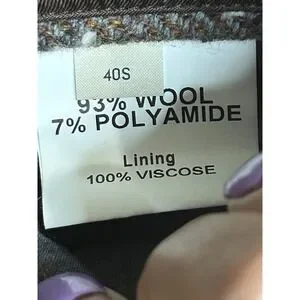 40S
93% WOOL
7% POLYAMIDE
Lining
100% VISCOSE